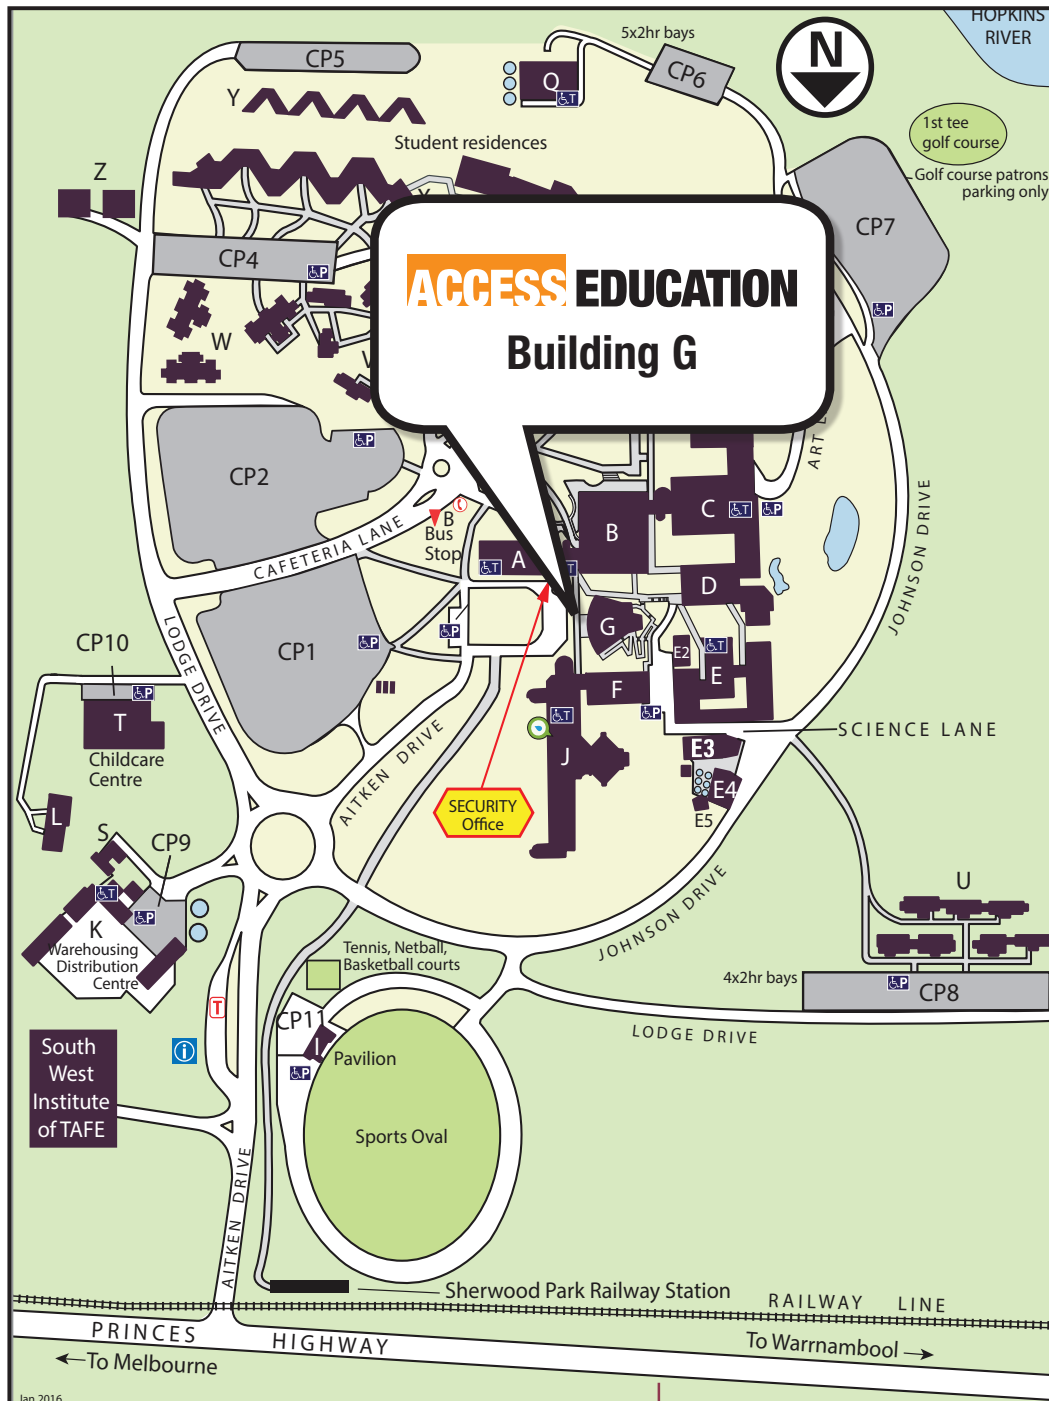 HOPKINS
RIVER
5x2hr bays
CP5
CP6
N
Q
T
Y
1st tee
golf course
Student residences
Golf course patrons
parking only
Z
X
CP7
CP4
P
P
ACCESS EDUCATION
Building G
W
ART
P
CP2
B
Bus
Stop
CAFETERIA LANE
A
T
T
B
C
T
P
D
JOHNSON DRIVE
LODGE DRIVE
CP1
P
P
G
E2
T
E
F
P
CP10
P
T
Childcare
Centre
AITKEN DRIVE
T
J
SCIENCE LANE
E3
E4
E5
SECURITY
Office
L
S
CP9
T
P
K
Warehousing
Distribution
Centre
JOHNSON DRIVE
U
Tennis, Netball,
Basketball courts
4x2hr bays
P
CP8
T
CP11
I
Pavilion
P
LODGE DRIVE
i
South
West
Institute
of TAFE
Sports Oval
AITKEN DRIVE
Sherwood Park Railway Station
RAILWAY LINE
PRINCES HIGHWAY
To Warrnambool
To Melbourne
Jan 2016